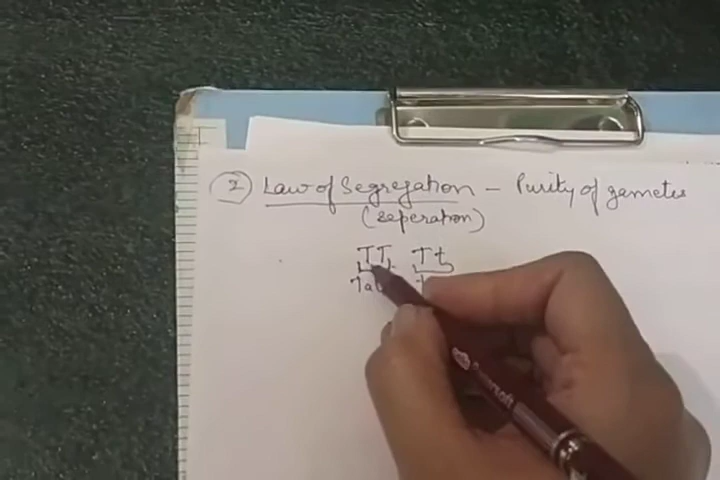 2 Law of Segregation - Purity of gametes
(seperation)
TT Tt